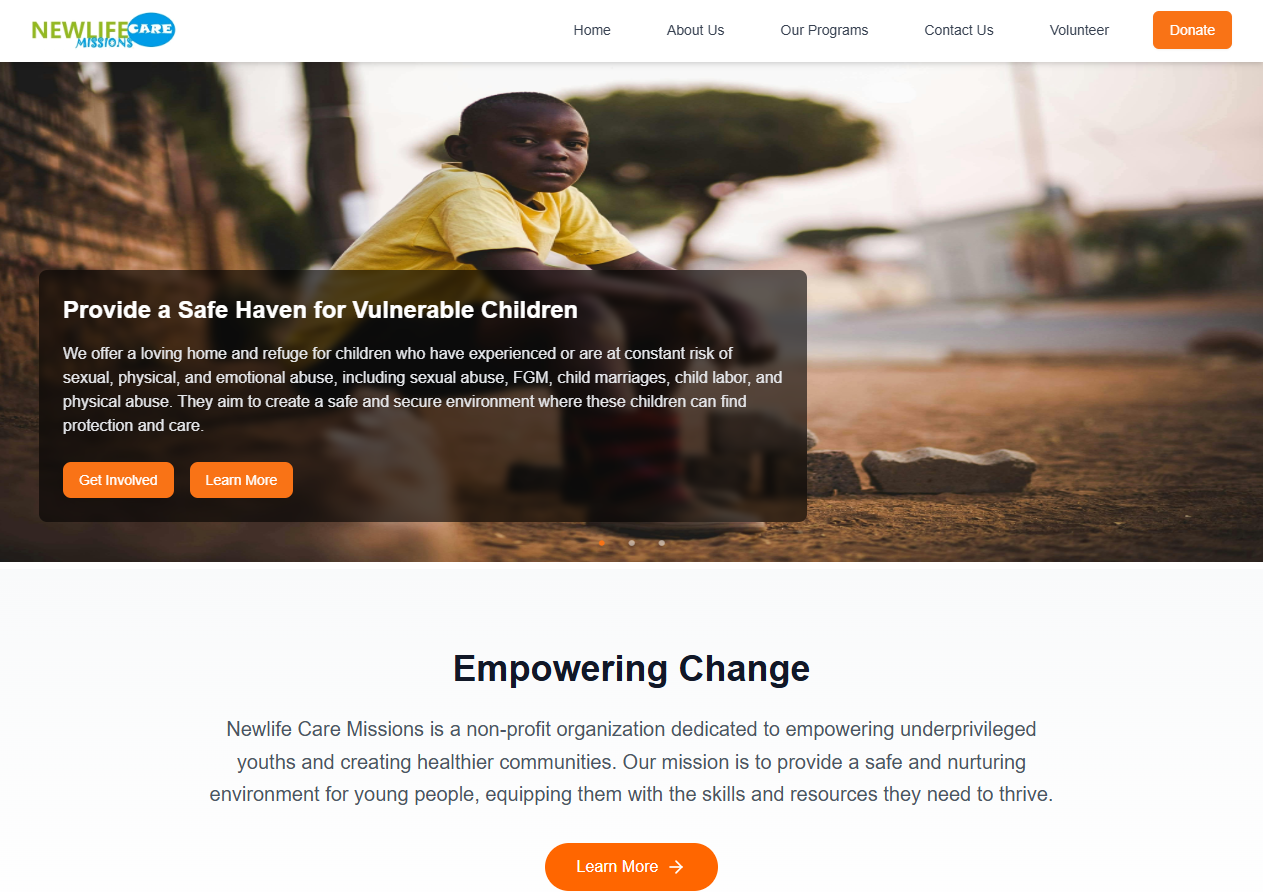 NEWLIFE CARE
MISSIONS
Home About Us Our Programs Contact Us Volunteer Donate
Provide a Safe Haven for Vulnerable Children
We offer a loving home and refuge for children who have experienced or are at constant risk of
sexual, physical, and emotional abuse, including sexual abuse, FGM, child marriages, child labor, and
physical abuse. They aim to create a safe and secure environment where these children can find
protection and care.
Get Involved Learn More
Empowering Change
Newlife Care Missions is a non-profit organization dedicated to empowering underprivileged
youths and creating healthier communities. Our mission is to provide a safe and nurturing
environment for young people, equipping them with the skills and resources they need to thrive.
Learn More →